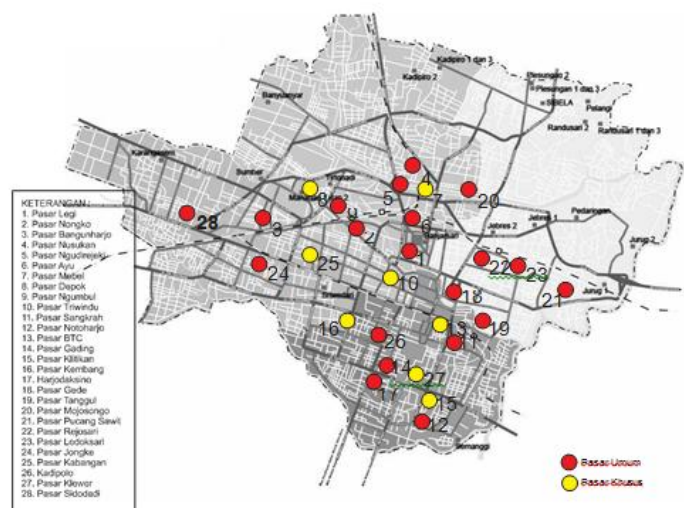 Kadipiro 1 dan 3
Kadipiro 2
Plesungan 2
Plesungan 1 dan 3
SIBELA
Pelangi
Randusari 2
Randusari 1 dan 3
Banyuanyar
Sumber
4
5
7
20
8
9
28
3
2
6
Pedaringan
Jebres 1
Jebres 2
Jurug 2
1
24
25
22
23
10
21
Jurug 1
18
16
13
19
26
11
14
27
17
15
12
Semanggi
KETERANGAN :
1. Pasar Legi
2. Pasar Nongko
3. Pasar Bangunharjo
4. Pasar Nusukan
5. Pasar Ngudirejeki
6. Pasar Ayu
7. Pasar Mebel
8. Pasar Depok
9. Pasar Ngumbul
10. Pasar Triwindu
11. Pasar Sangkrah
12. Pasar Notoharjo
13. Pasar BTC
14. Pasar Gading
15. Pasar Klitikan
16. Pasar Kembang
17. Harjodaksino
18. Pasar Gede
19. Pasar Tanggul
20. Pasar Mojosongo
21. Pasar Pucang Sawit
22. Pasar Rejosari
23. Pasar Ledoksari
24. Pasar Jongke
25. Pasar Kabangan
26. Kadipolo
27. Pasar Klewer
28. Pasar Sidodadi
Pasar Umum
Pasar Khusus